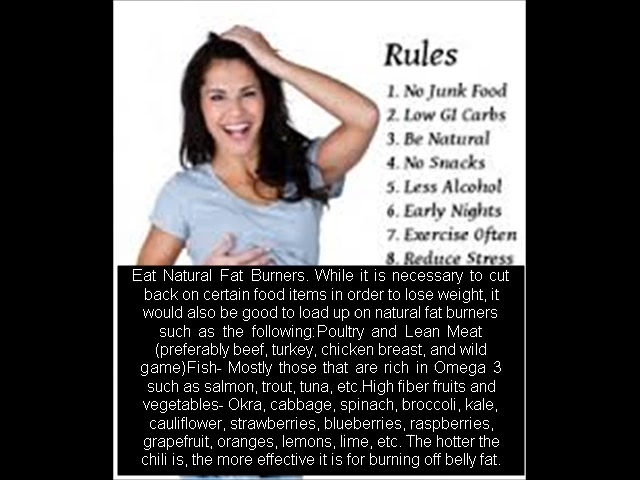 Rules
1. No Junk Food
2. Low GI Carbs
3. Be Natural
4. No Snacks
5. Less Alcohol
6. Early Nights
7. Exercise Often
8. Reduce Stress
Eat Natural Fat Burners. While it is necessary to cut
back on certain food items in order to lose weight, it
would also be good to load up on natural fat burners
such as the following:Poultry and Lean Meat
(preferably beef, turkey, chicken breast, and wild
game)Fish- Mostly those that are rich in Omega 3
such as salmon, trout, tuna, etc.High fiber fruits and
vegetables- Okra, cabbage, spinach, broccoli, kale,
cauliflower, strawberries, blueberries, raspberries,
grapefruit, oranges, lemons, lime, etc. The hotter the
chili is, the more effective it is for burning off belly fat.